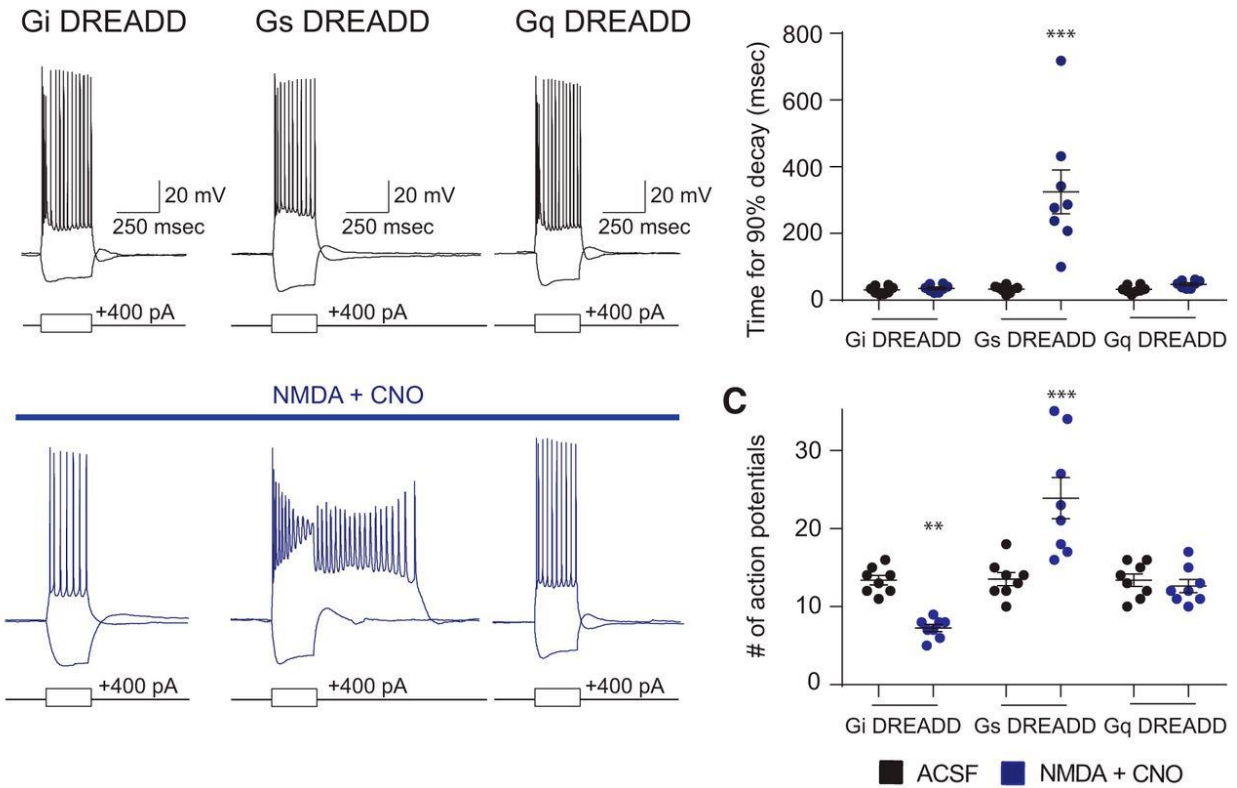 Gi DREADD
Gs DREADD
Gq DREADD
20 mV
250 msec
20 mV
250 msec
20 mV
250 msec
+400 pA
+400 pA
+400 pA
NMDA + CNO
+400 pA
+400 pA
+400 pA
Time for 90% decay (msec)
800
600
400
200
0
***
Gi DREADD
Gs DREADD
Gq DREADD
C
# of action potentials
30
20
10
0
**
***
Gi DREADD
Gs DREADD
Gq DREADD
ACSF
NMDA + CNO